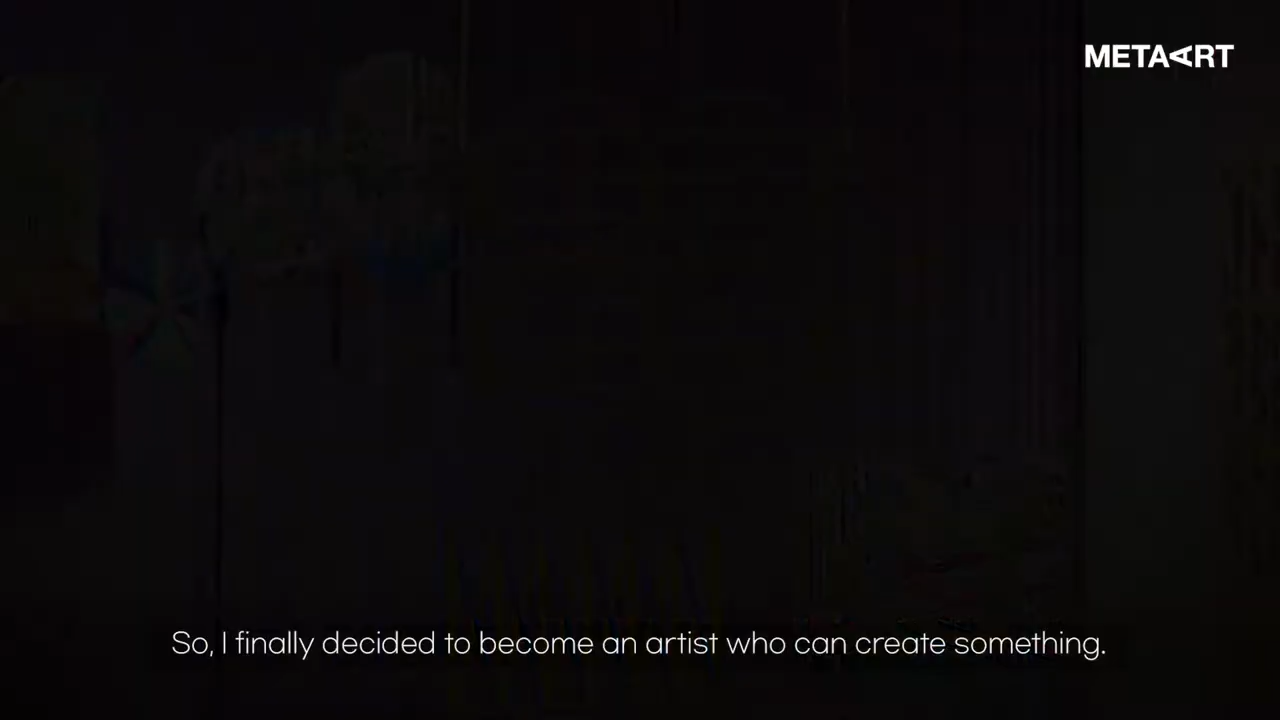 METAART
So, I finally decided to become an artist who can create something.